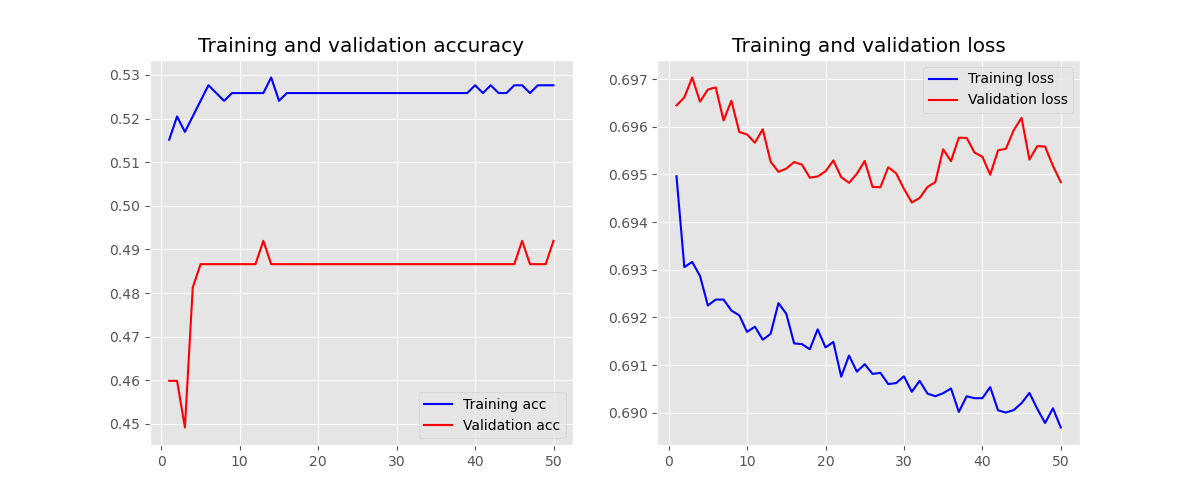 Training and validation accuracy
0.53
0.52
0.51
0.50
0.49
0.48
0.47
0.46
0.45
0 10 20 30 40 50
Training acc
Validation acc
Training and validation loss
0.697
0.696
0.695
0.694
0.693
0.692
0.691
0.690
0 10 20 30 40 50
Training loss
Validation loss